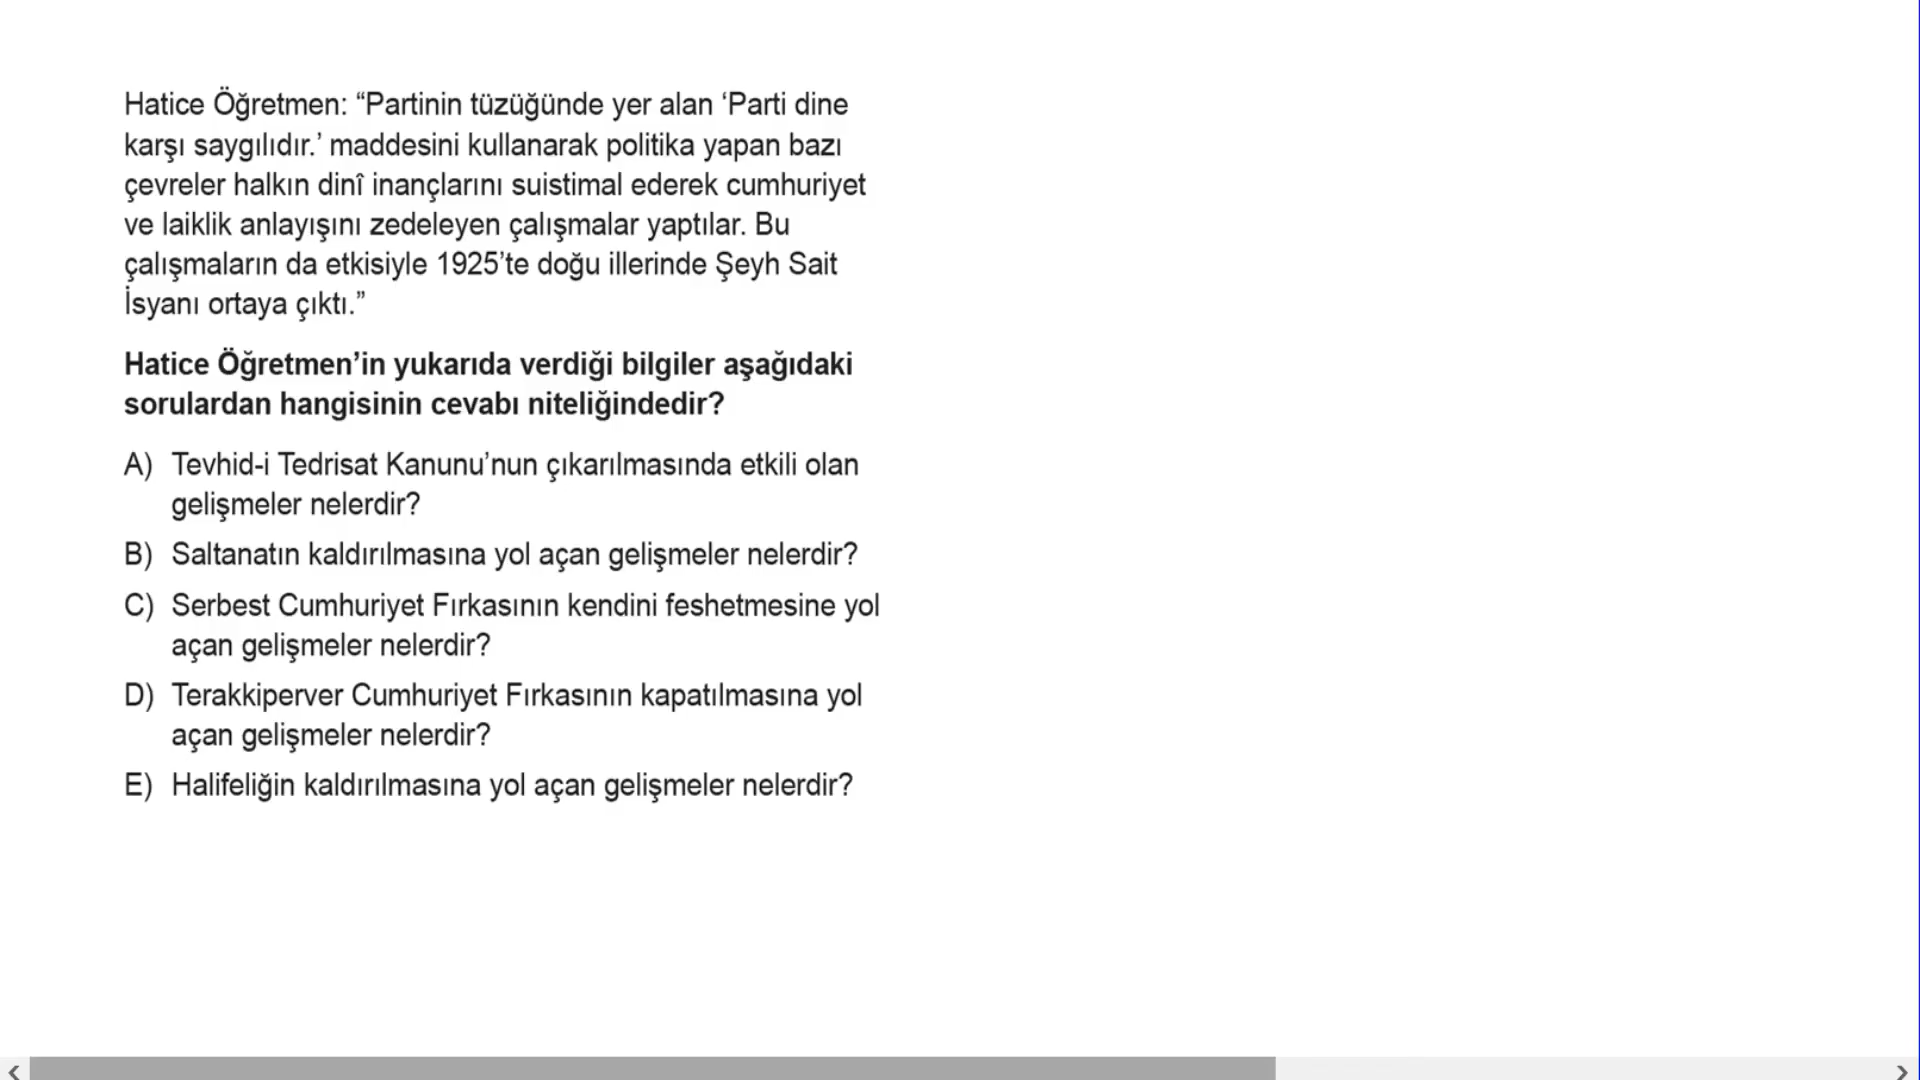 Hatice Öğretmen: “Partinin tüzüğünde yer alan ‘Parti dine
karşı saygılıdır.’ maddesini kullanarak politika yapan bazı
çevreler halkın dinî inançlarını suistimal ederek cumhuriyet
ve laiklik anlayışını zedeleyen çalışmalar yaptılar. Bu
çalışmaların da etkisiyle 1925’te doğu illerinde Şeyh Sait
İsyanı ortaya çıktı.”
Hatice Öğretmen’in yukarıda verdiği bilgiler aşağıdaki
sorulardan hangisinin cevabı niteliğindedir?
A) Tevhid-i Tedrisat Kanunu’nun çıkarılmasında etkili olan
gelişmeler nelerdir?
B) Saltanatın kaldırılmasına yol açan gelişmeler nelerdir?
C) Serbest Cumhuriyet Fırkasının kendini feshetmesine yol
açan gelişmeler nelerdir?
D) Terakkiperver Cumhuriyet Fırkasının kapatılmasına yol
açan gelişmeler nelerdir?
E) Halifeliğin kaldırılmasına yol açan gelişmeler nelerdir?